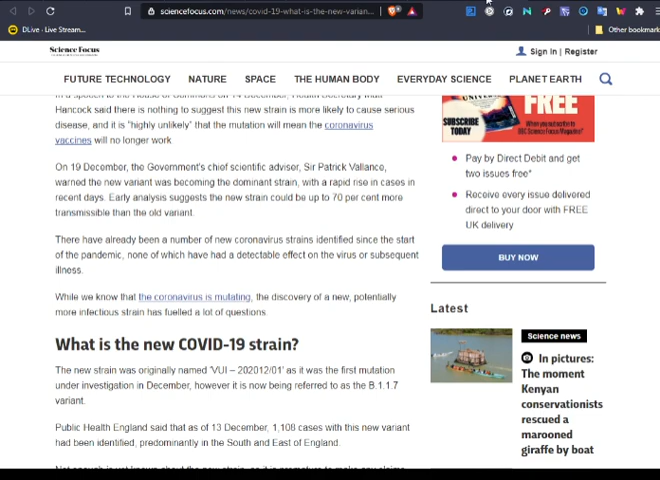 sciencefocus.com/news/covid-19-what-is-the-new-varian...
DLive - Live Stream...
Other bookmark
Science Focus
Sign In | Register
FUTURE TECHNOLOGY NATURE SPACE THE HUMAN BODY EVERYDAY SCIENCE PLANET EARTH
Hancock said there is nothing to suggest this new strain is more likely to cause serious
disease, and it is "highly unlikely" that the mutation will mean the coronavirus
vaccines will no longer work
On 19 December, the Government's chief scientific adviser, Sir Patrick Vallance,
warned the new variant was becoming the dominant strain, with a rapid rise in cases in
recent days. Early analysis suggests the new strain could be up to 70 per cent more
transmissible than the old variant.
There have already been a number of new coronavirus strains identified since the start
of the pandemic, none of which have had a detectable effect on the virus or subsequent
illness.
While we know that the coronavirus is mutating, the discovery of a new, potentially
more infectious strain has fuelled a lot of questions.
What is the new COVID-19 strain?
The new strain was originally named 'VUI – 202012/01' as it was the first mutation
under investigation in December, however it is now being referred to as the B.1.1.7
variant.
Public Health England said that as of 13 December, 1,108 cases with this new variant
had been identified, predominantly in the South and East of England.
FREE
SUBSCRIBE
TODAY
When you subscribe to
BBC Science Focus Magazine*
Pay by Direct Debit and get
two issues free*
Receive every issue delivered
direct to your door with FREE
UK delivery
BUY NOW
Latest
Science news
In pictures:
The moment
Kenyan
conservationists
rescued a
marooned
giraffe by boat